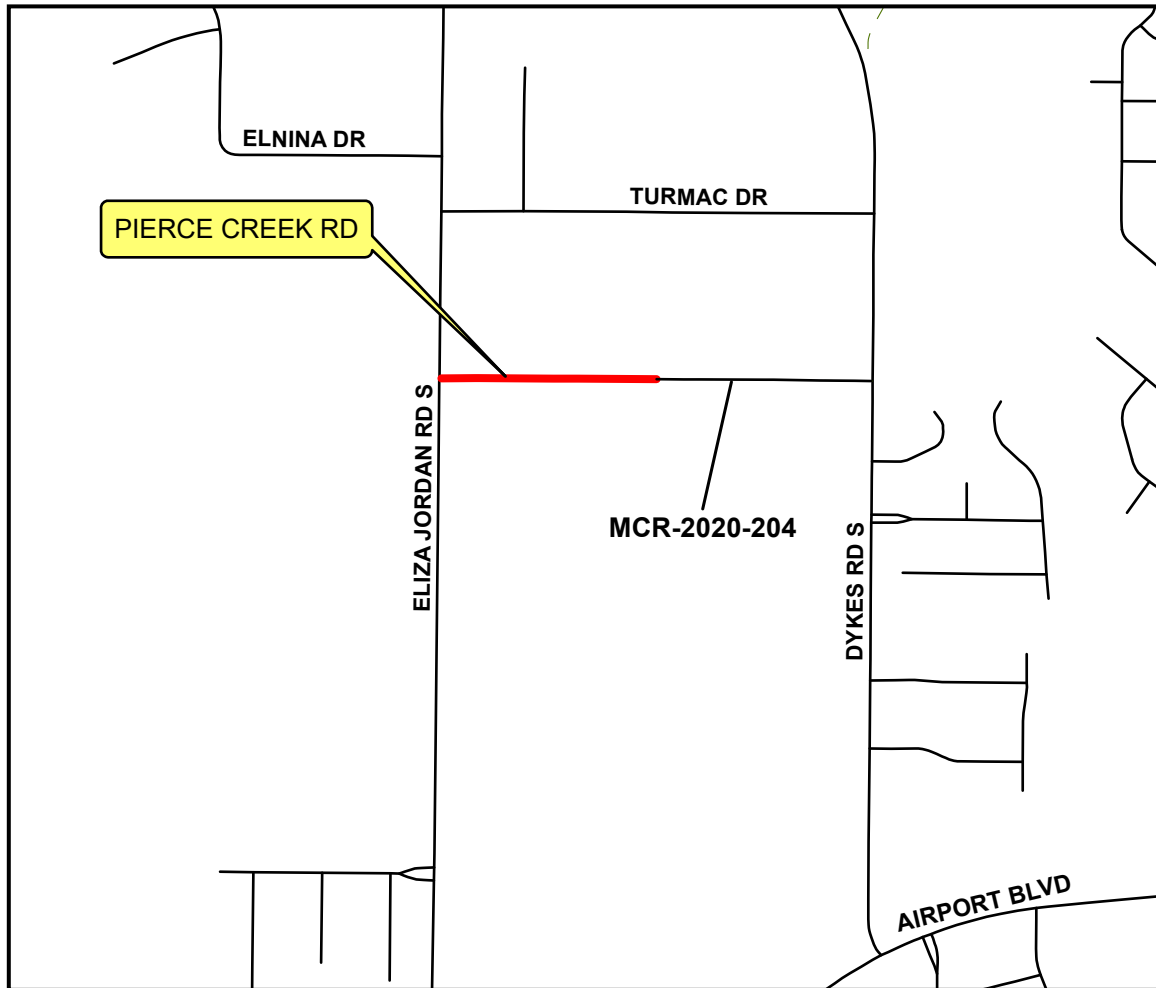 ELNINA DR
TURMAC DR
PIERCE CREEK RD
ELIZA JORDAN RD S
MCR-2020-204
DYKES RD S
AIRPORT BLVD